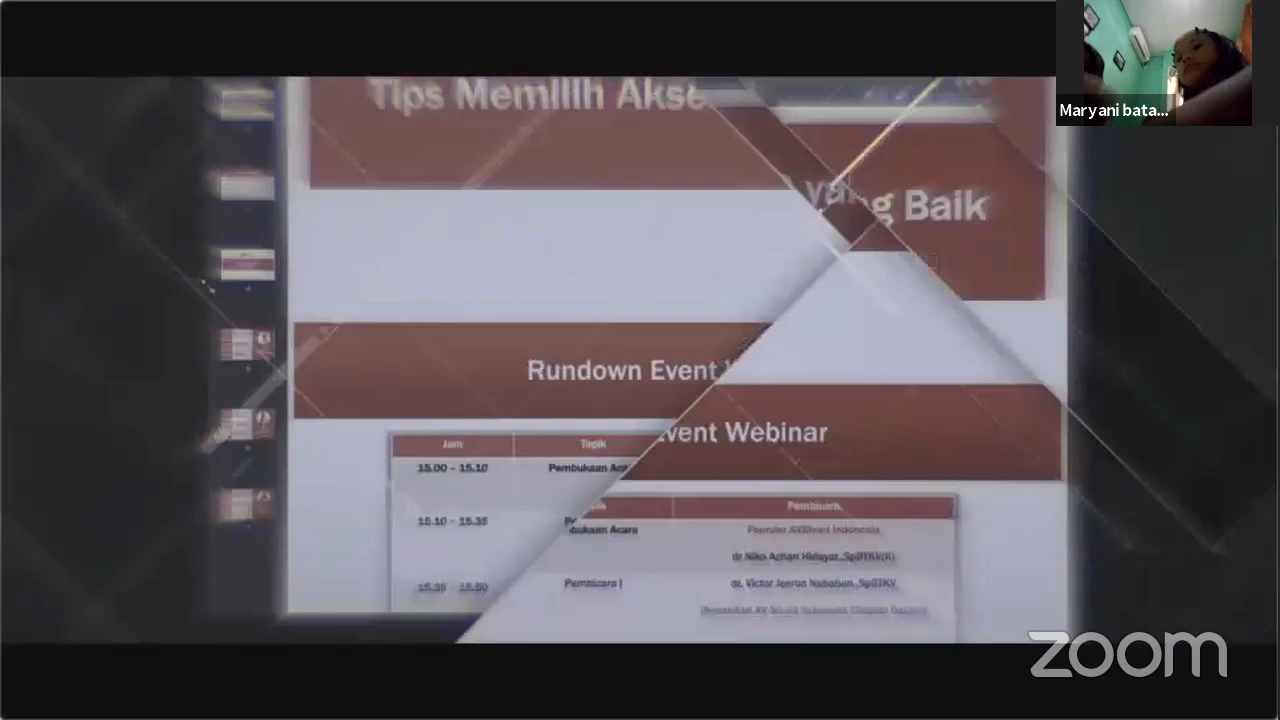 Maryani bata...
Tips Memilih Akse
yang Baik
Rundown Event
Event Webinar
Jam
Topik
15.00 – 15.10
Pembukaan Aca
15.10 – 15.35
15.35 – 15.50
Pembicara
bukaan Acara
Founder AVShunt Indonesia
dr Niko Azhari Hidayat, SpBTKV(K)
Pembicara I
dr. Victor Jeeron Nababan, SpBTKV
zoom